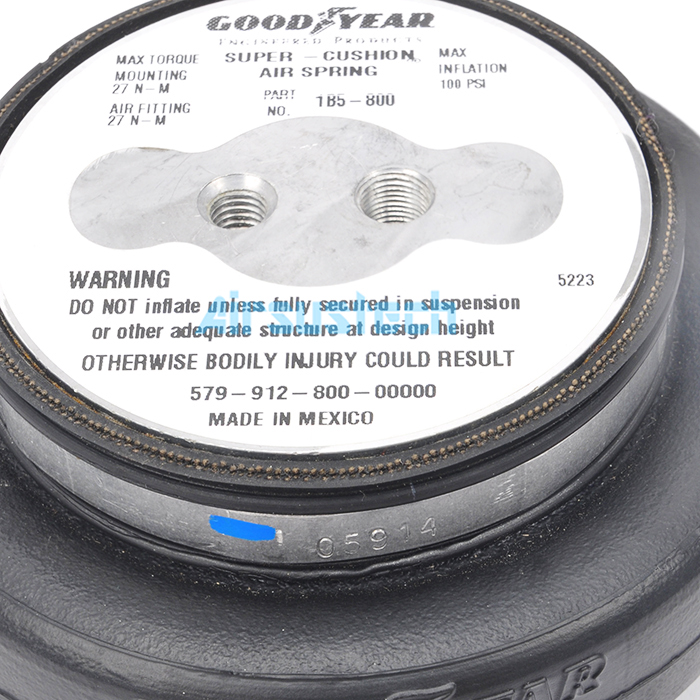 GOODYEAR
ENGINEERED PRODUCTS
SUPER - CUSHION
AIR SPRING
MAX TORQUE
MOUNTING
27 N-M
AIR FITTING
27 N-M
PART NO. 1B5-800
MAX
INFLATION
100 PSI
WARNING
5223
DO NOT inflate unless fully secured in suspension
or other adequate structure at design height
OTHERWISE BODILY INJURY COULD RESULT
579-912-800-00000
MADE IN MEXICO
05914